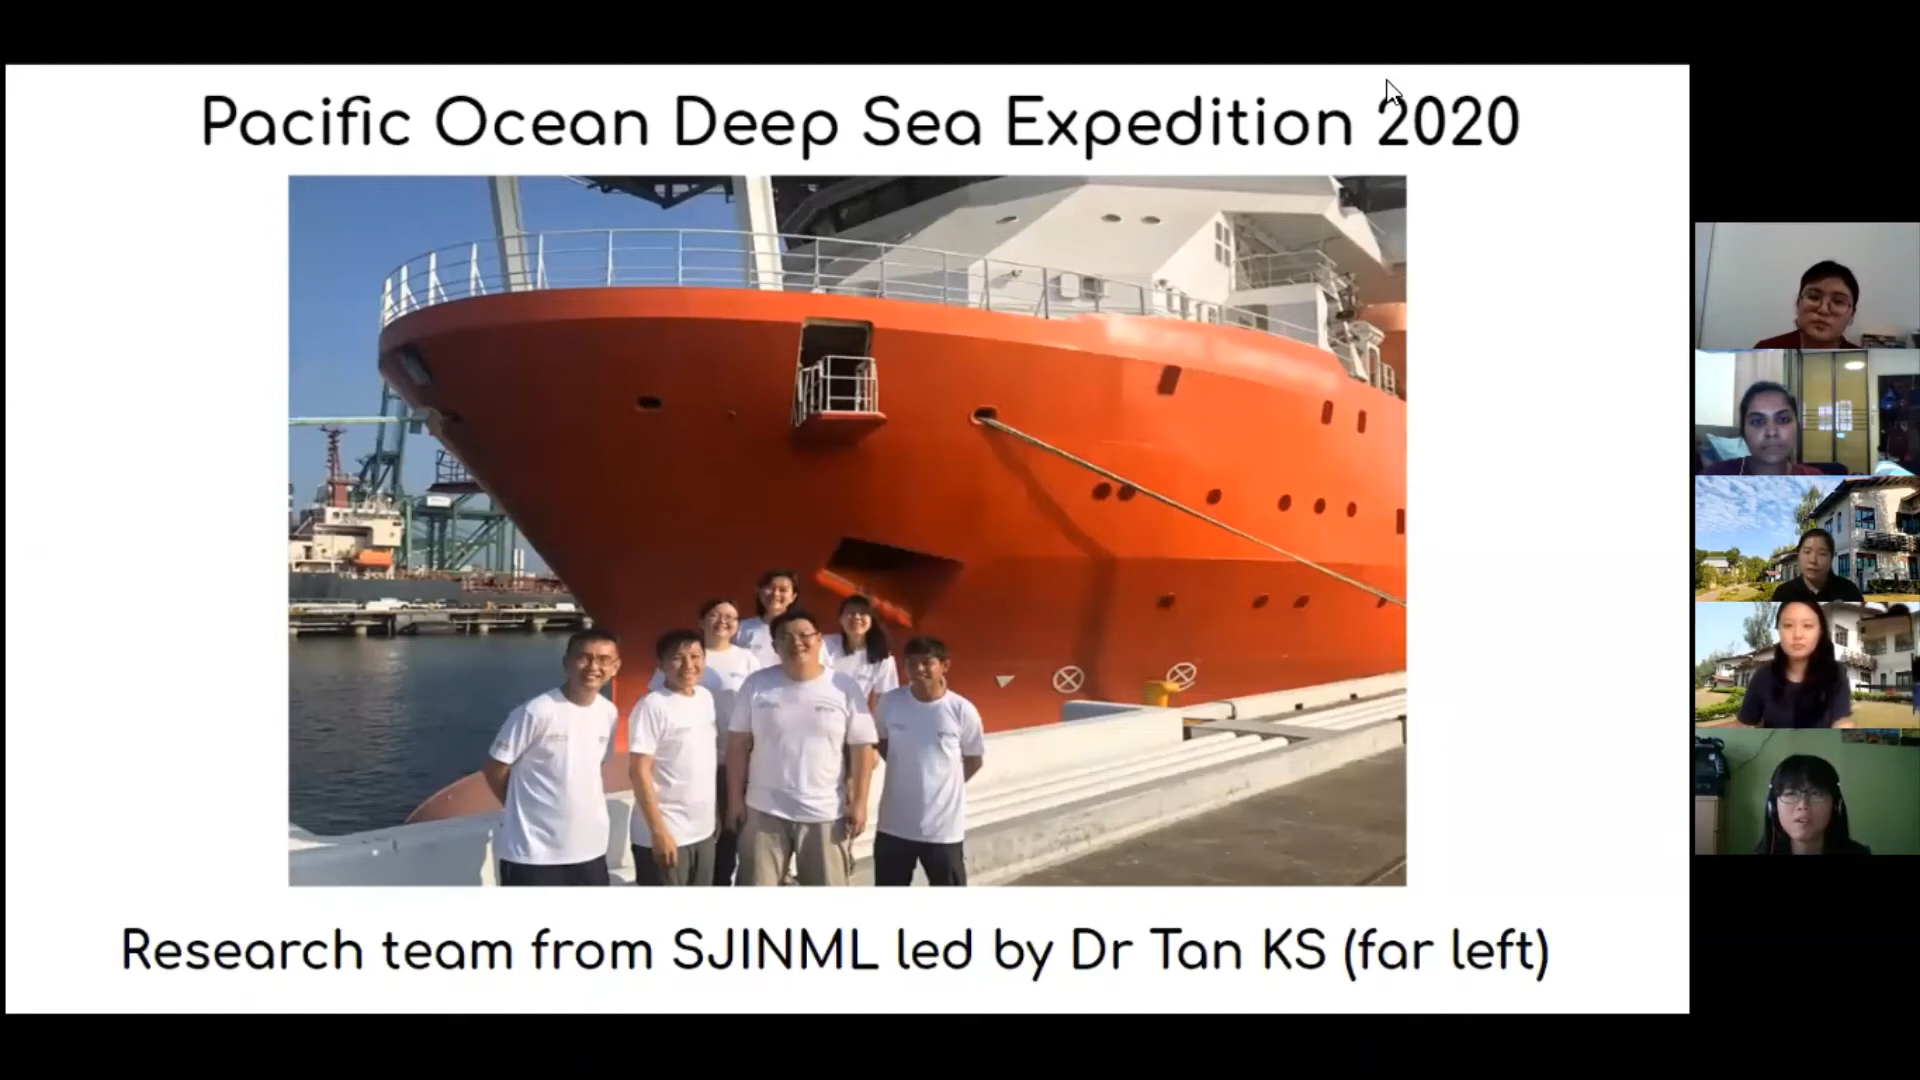 Pacific Ocean Deep Sea Expedition 2020
Research team from SJINML led by Dr Tan KS (far left)